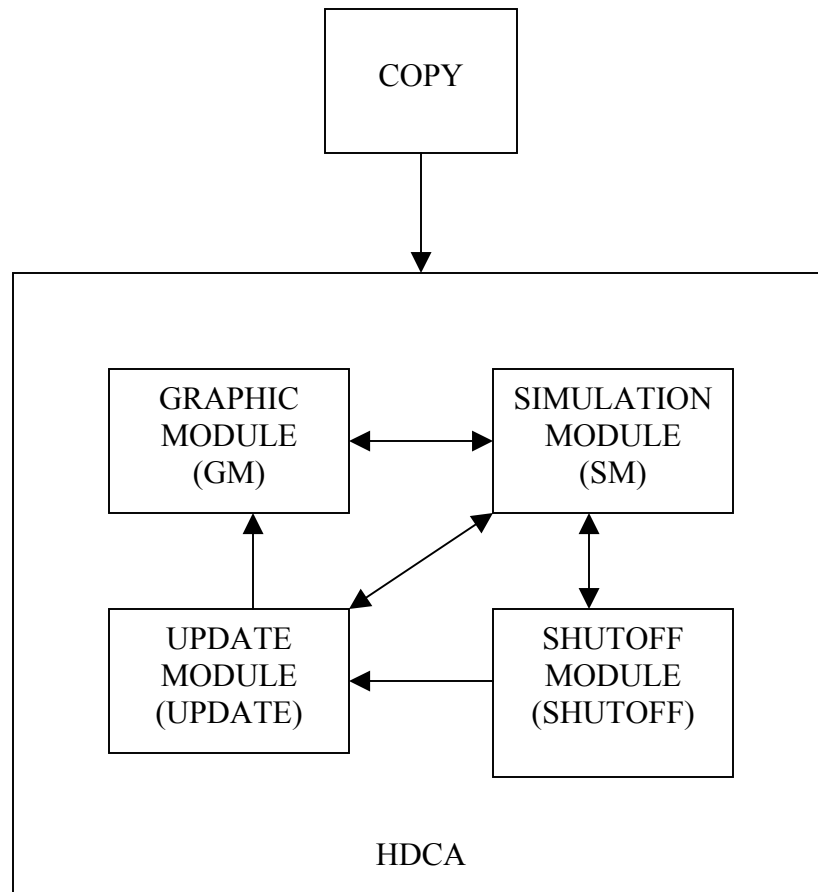 COPY
GRAPHIC
MODULE
(GM)
SIMULATION
MODULE
(SM)
UPDATE
MODULE
(UPDATE)
SHUTOFF
MODULE
(SHUTOFF)
HDCA